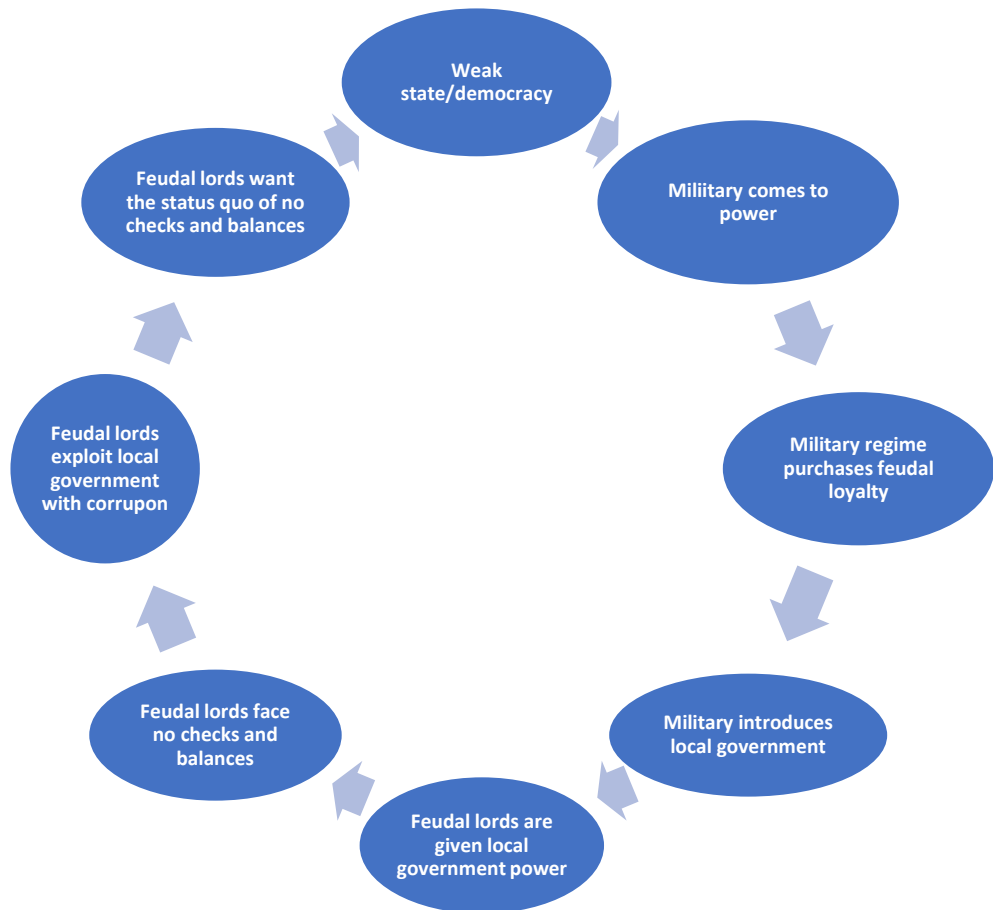 Weak
state/democracy
Miliitary comes to
power
Military regime
purchases feudal
loyalty
Military introduces
local government
Feudal lords are
given local
government power
Feudal lords face
no checks and
balances
Feudal lords
exploit local
government
with corrupon
Feudal lords want
the status quo of no
checks and balances